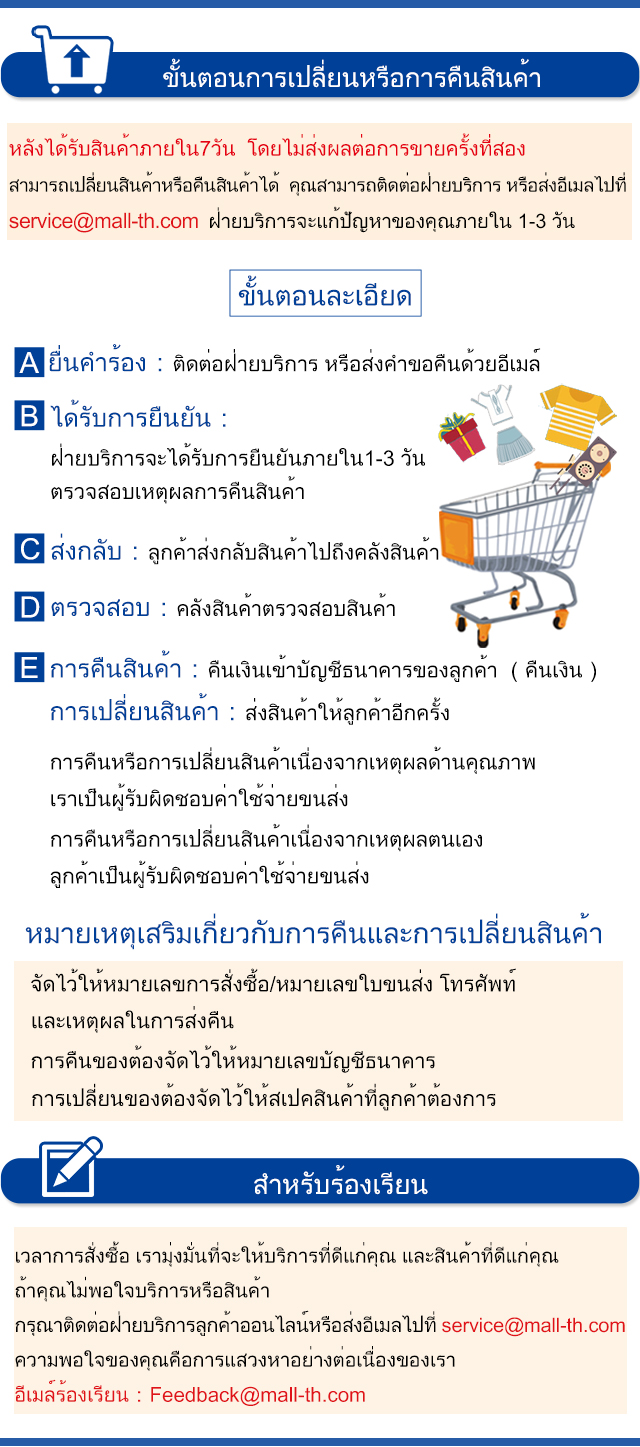 ขั้นตอนการเปลี่ยนหรือการคืนสินค้า
หลังได้รับสินค้าภายใน7วัน โดยไม่ส่งผลต่อการขายครั้งที่สอง
สามารถเปลี่ยนสินค้าหรือคืนสินค้าได้ คุณสามารถติดต่อฝ่ายบริการ หรือส่งอีเมลไปที่
service@mall-th.com ฝ่ายบริการจะแก้ปัญหาของคุณภายใน 1-3 วัน
ขั้นตอนละเอียด
A ยื่นคำร้อง : ติดต่อฝ่ายบริการ หรือส่งคำขอคืนด้วยอีเมล์
B ได้รับการยืนยัน :
ฝ่ายบริการจะได้รับการยืนยันภายใน1-3 วัน
ตรวจสอบเหตุผลการคืนสินค้า
C ส่งกลับ : ลูกค้าส่งกลับสินค้าไปถึงคลังสินค้า
D ตรวจสอบ : คลังสินค้าตรวจสอบสินค้า
E การคืนสินค้า : คืนเงินเข้าบัญชีธนาคารของลูกค้า ( คืนเงิน )
การเปลี่ยนสินค้า : ส่งสินค้าให้ลูกค้าอีกครั้ง
การคืนหรือการเปลี่ยนสินค้าเนื่องจากเหตุผลด้านคุณภาพ
เราเป็นผู้รับผิดชอบค่าใช้จ่ายขนส่ง
การคืนหรือการเปลี่ยนสินค้าเนื่องจากเหตุผลตนเอง
ลูกค้าเป็นผู้รับผิดชอบค่าใช้จ่ายขนส่ง
หมายเหตุเสริมเกี่ยวกับการคืนและการเปลี่ยนสินค้า
จัดไว้ให้หมายเลขการสั่งซื้อ/หมายเลขใบขนส่ง โทรศัพท์
และเหตุผลในการส่งคืน
การคืนของต้องจัดไว้ให้หมายเลขบัญชีธนาคาร
การเปลี่ยนของต้องจัดไว้ให้สเปคสินค้าที่ลูกค้าต้องการ
สำหรับร้องเรียน
เวลาการสั่งซื้อ เรามุ่งมั่นที่จะให้บริการที่ดีแก่คุณ และสินค้าที่ดีแก่คุณ
ถ้าคุณไม่พอใจบริการหรือสินค้า
กรุณาติดต่อฝ่ายบริการลูกค้าออนไลน์หรือส่งอีเมลไปที่ service@mall-th.com
ความพอใจของคุณคือการแสวงหาอย่างต่อเนื่องของเรา
อีเมล์ร้องเรียน : Feedback@mall-th.com